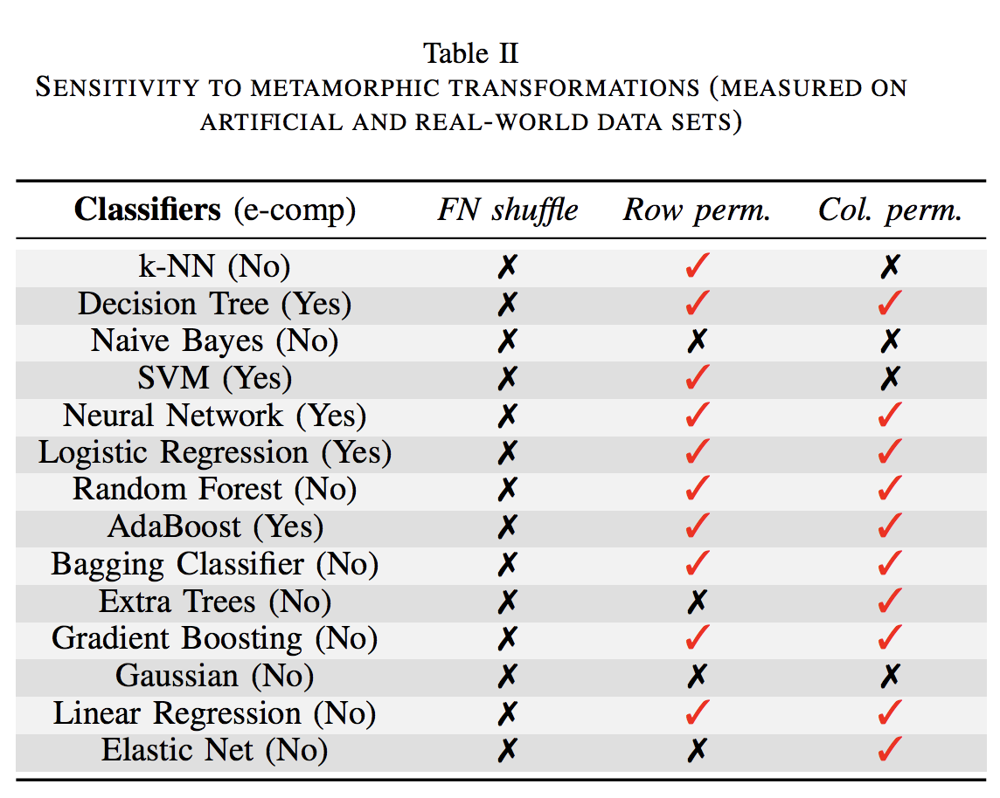 Table II
SENSITIVITY TO METAMORPHIC TRANSFORMATIONS (MEASURED ON
ARTIFICIAL AND REAL-WORLD DATA SETS)
Classifiers (e-comp) FN shuffle Row perm. Col. perm.
k-NN (No) ✗ ✓ ✗
Decision Tree (Yes) ✗ ✓ ✓
Naive Bayes (No) ✗ ✗ ✗
SVM (Yes) ✗ ✓ ✗
Neural Network (Yes) ✗ ✓ ✓
Logistic Regression (Yes) ✗ ✓ ✓
Random Forest (No) ✗ ✓ ✓
AdaBoost (Yes) ✗ ✓ ✓
Bagging Classifier (No) ✗ ✓ ✓
Extra Trees (No) ✗ ✗ ✓
Gradient Boosting (No) ✗ ✓ ✓
Gaussian (No) ✗ ✗ ✗
Linear Regression (No) ✗ ✓ ✓
Elastic Net (No) ✗ ✗ ✓